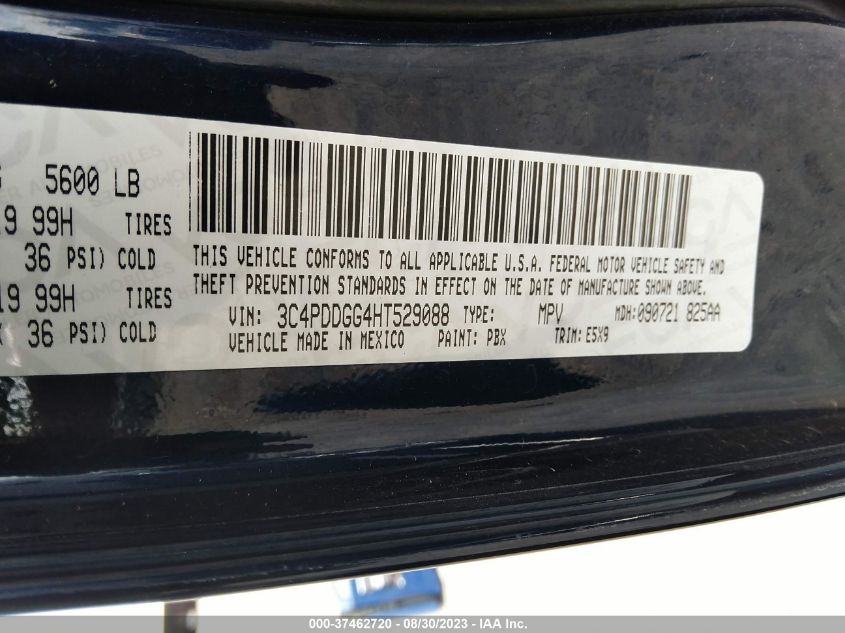 5600 LB
99H TIRES
36 PSI) COLD
99H TIRES
36 PSI) COLD
THIS VEHICLE CONFORMS TO ALL APPLICABLE U.S.A. FEDERAL MOTOR VEHICLE SAFETY AND
THEFT PREVENTION STANDARDS IN EFFECT ON THE DATE OF MANUFACTURE SHOWN ABOVE.
VIN: 3C4PDDGG4HT529088 TYPE: MPV MDH: 090721 825AA
VEHICLE MADE IN MEXICO PAINT: PBX TRIM: E5X9
000-37462720 - 08/30/2023 - IAA Inc.